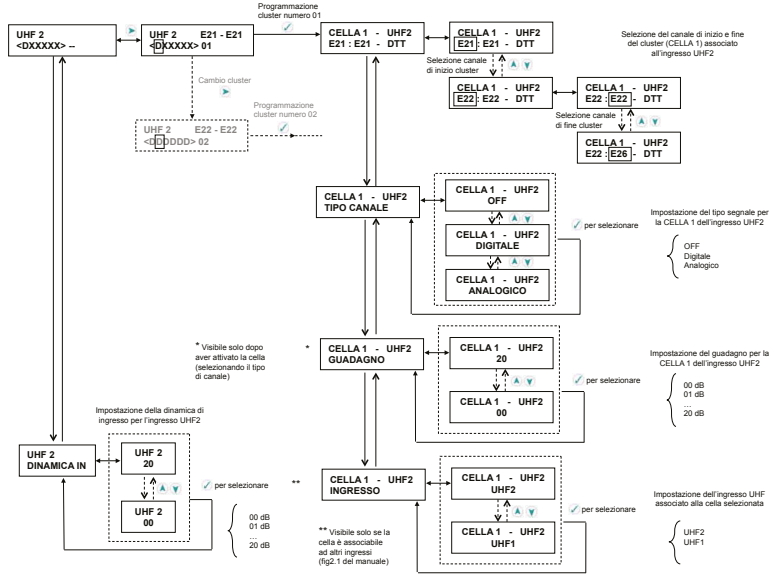 Programmazione
cluster numero 01
UHF 2
<DXXXXX> --
UHF 2 E21 - E21
<DXXXXX> 01
CELLA 1 - UHF2
E21 : E21 - DTT
CELLA 1 - UHF2
E21 : E21 - DTT
Selezione del canale di inizio e fine
del cluster (CELLA 1) associato
all'ingresso UHF2
Selezione canale
di inizio cluster
Cambio cluster
CELLA 1 - UHF2
E22 : E22 - DTT
CELLA 1 - UHF2
E22 : E22 - DTT
Programmazione
cluster numero 02
UHF 2 E22 - E22
<DDDDDD> 02
Selezione canale
di fine cluster
CELLA 1 - UHF2
E22 : E26 - DTT
CELLA 1 - UHF2
TIPO CANALE
CELLA 1 - UHF2
OFF
CELLA 1 - UHF2
DIGITALE
CELLA 1 - UHF2
ANALOGICO
per selezionare
Impostazione del tipo segnale per
la CELLA 1 dell'ingresso UHF2
OFF
Digitale
Analogico
* Visibile solo dopo
aver attivato la cella
(selezionando il tipo
di canale)
*
CELLA 1 - UHF2
GUADAGNO
CELLA 1 - UHF2
20
CELLA 1 - UHF2
00
per selezionare
Impostazione del guadagno per la
CELLA 1 dell'ingresso UHF2
00 dB
01 dB
...
20 dB
Impostazione della dinamica di
ingresso per l'ingresso UHF2
UHF 2
DINAMICA IN
UHF 2
20
UHF 2
00
per selezionare
00 dB
01 dB
...
20 dB
**
CELLA 1 - UHF2
INGRESSO
CELLA 1 - UHF2
UHF2
CELLA 1 - UHF2
UHF1
per selezionare
Impostazione dell'ingresso UHF
associato alla cella selezionata
UHF2
UHF1
** Visibile solo se la
cella è associabile
ad altri ingressi
(fig2.1 del manuale)